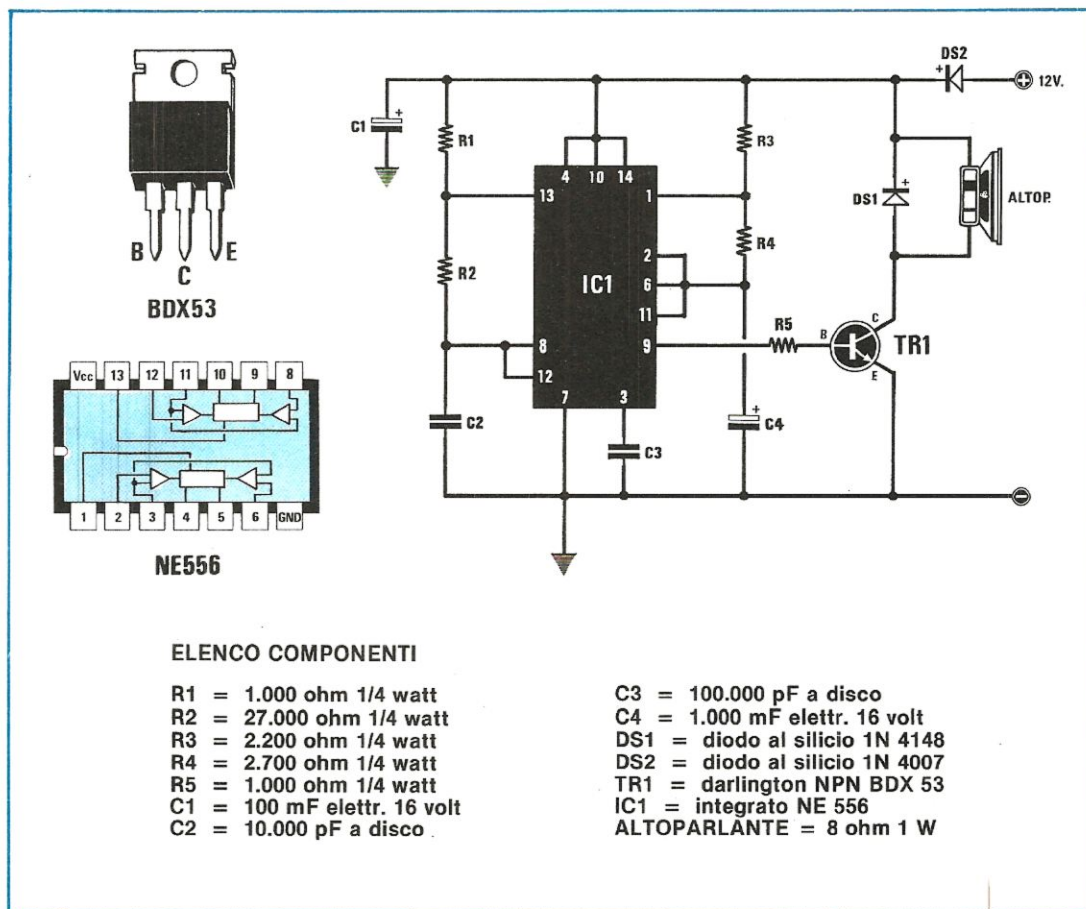 B
C
E
BDX53
Vcc 13 12 11 10 9 8
1 2 3 4 5 6 GND
NE556
DS2
+
+
12V.
C1
+
R1
R3
4 10 14
13
1
DS1
+
ALTOP.
R2
R4
2
IC1
6
11
R5
B
C
E
TR1
8
9
12
7
3
C2
C3
+
C4
-
ELENCO COMPONENTI
R1 = 1.000 ohm 1/4 watt
R2 = 27.000 ohm 1/4 watt
R3 = 2.200 ohm 1/4 watt
R4 = 2.700 ohm 1/4 watt
R5 = 1.000 ohm 1/4 watt
C1 = 100 mF elettr. 16 volt
C2 = 10.000 pF a disco
C3 = 100.000 pF a disco
C4 = 1.000 mF elettr. 16 volt
DS1 = diodo al silicio 1N 4148
DS2 = diodo al silicio 1N 4007
TR1 = darlington NPN BDX 53
IC1 = integrato NE 556
ALTOPARLANTE = 8 ohm 1 W